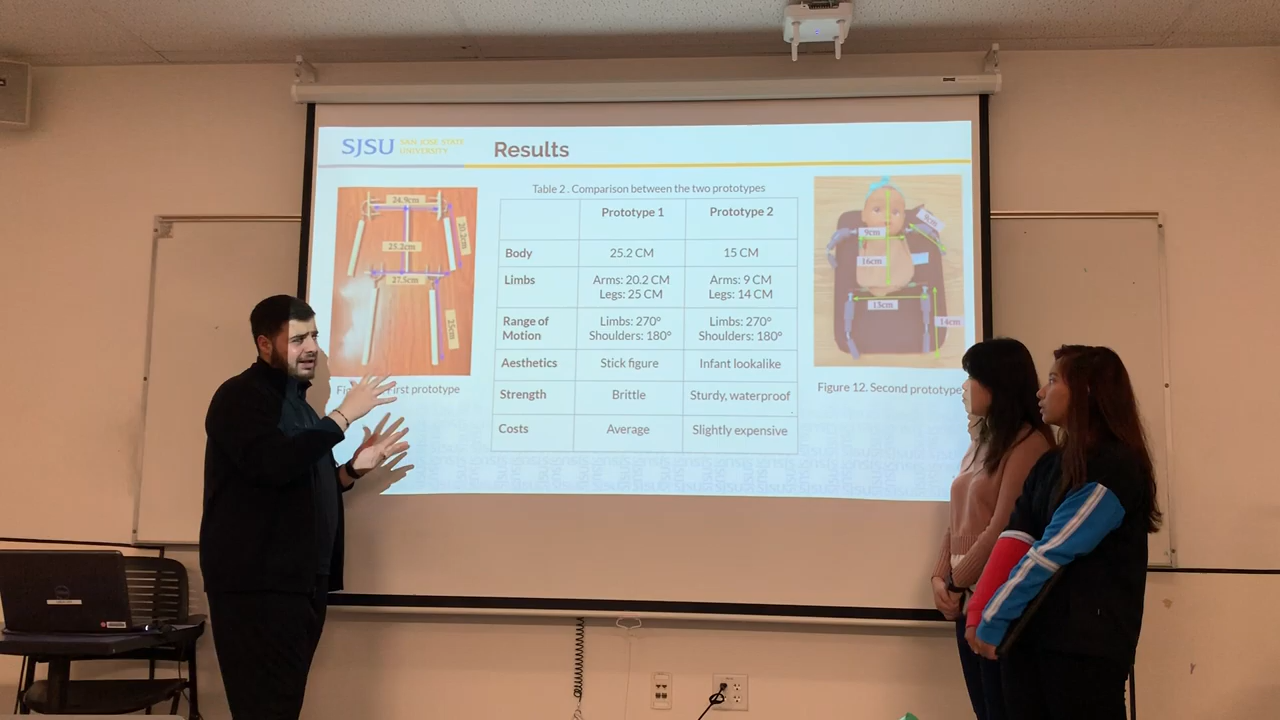 SJSU SAN JOSÉ STATE
UNIVERSITY
Results
24.9cm
20.2cm
25.2cm
27.5cm
25cm
First prototype
Table 2 . Comparison between the two prototypes
Prototype 1 Prototype 2
Body 25.2 CM 15 CM
Limbs Arms: 20.2 CM Arms: 9 CM
Legs: 25 CM Legs: 14 CM
Range of Limbs: 270° Limbs: 270°
Motion Shoulders: 180° Shoulders: 180°
Aesthetics Stick figure Infant lookalike
Strength Brittle Sturdy, waterproof
Costs Average Slightly expensive
9cm
9cm
16cm
13cm
14cm
Figure 12. Second prototype